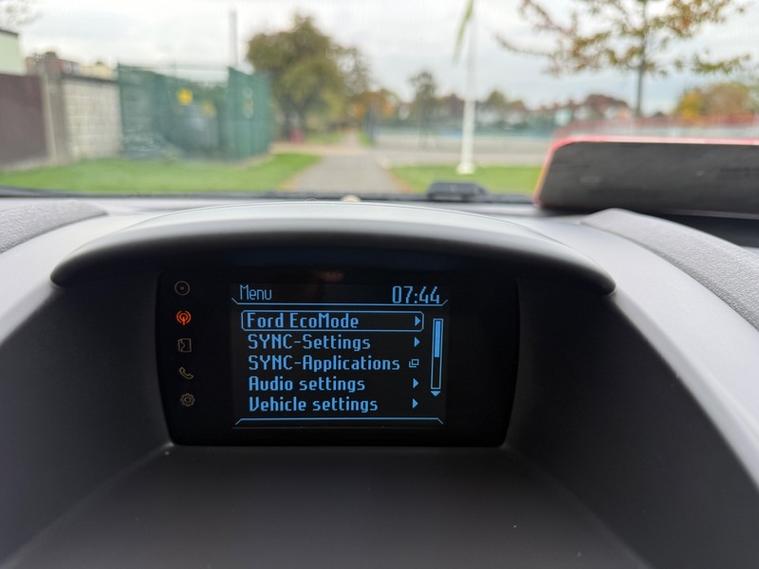 Menu 07:44
Ford EcoMode
SYNC-Settings
SYNC-Applications
Audio settings
Vehicle settings